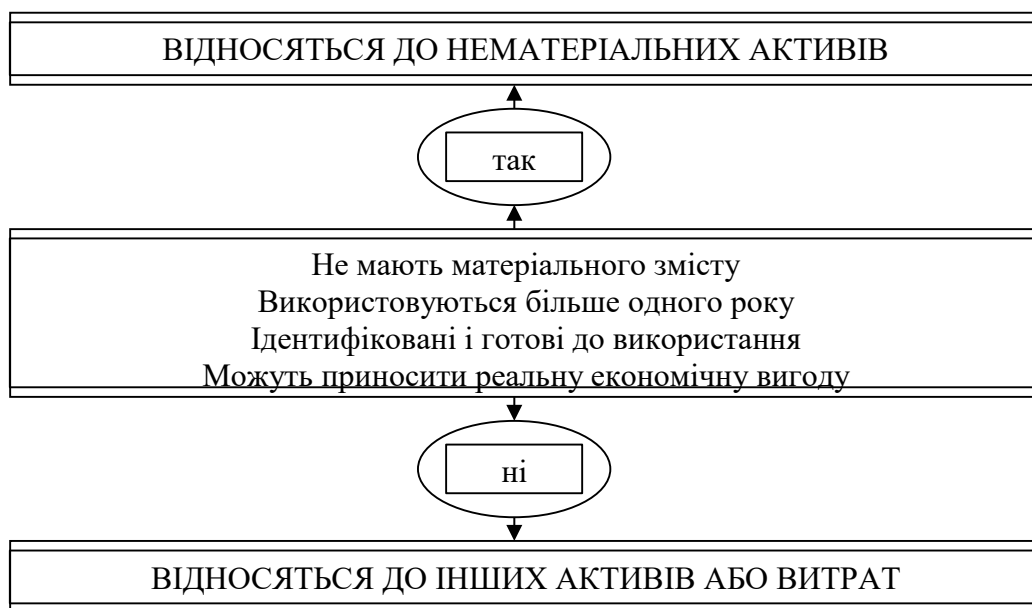 ВІДНОСЯТЬСЯ ДО НЕМАТЕРІАЛЬНИХ АКТИВІВ
так
Не мають матеріального змісту
Використовуються більше одного року
Ідентифіковані і готові до використання
Можуть приносити реальну економічну вигоду
ні
ВІДНОСЯТЬСЯ ДО ІНШИХ АКТИВІВ АБО ВИТРАТ